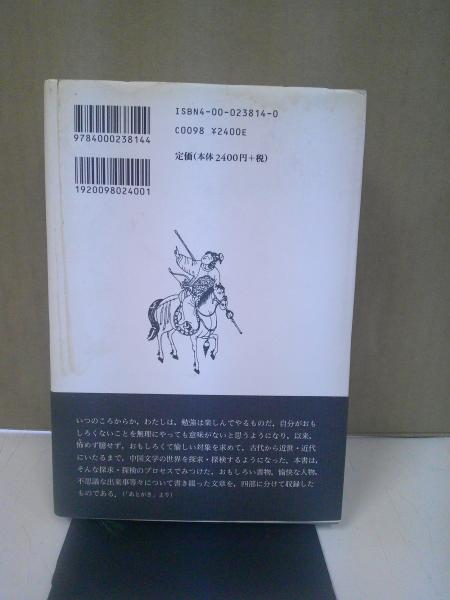 ISBN4-00-023814-0
C0098 ¥2400E
定価(本体2400円+税)
9784000238144
1920098024001
いつのころからか，わたしは，勉強は楽しんでやるものだ，自分がおも
しろくないことを無理にやっても意味がないと思うようになり，以来，
怖めず臆せず，おもしろくて愉しい対象を求めて，古代から近世・近代
にいたるまで，中国文学の世界を探求・探検するようになった．本書は，
そんな探求・探検のプロセスでみつけた，おもしろい書物，愉快な人物，
不思議な出来事等々について書き綴った文章を，四部に分けて収録した
ものである．(「あとがき」より)